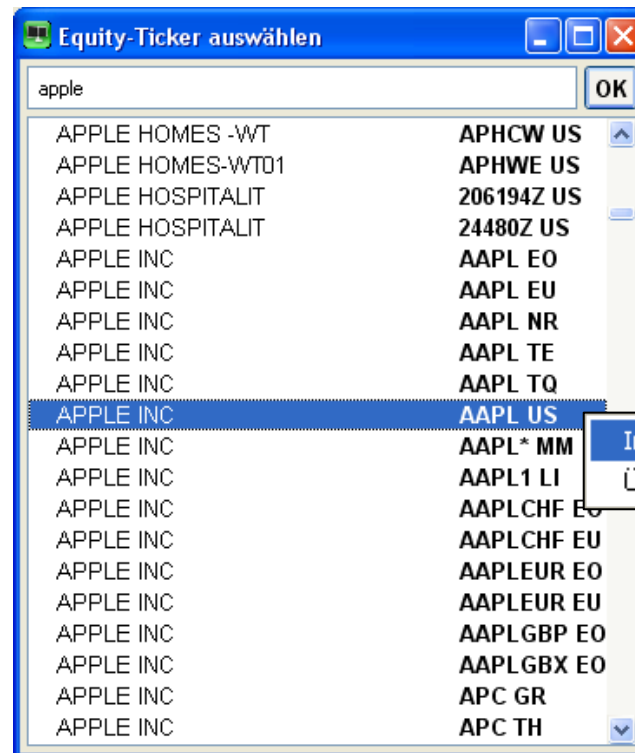 Equity-Ticker auswählen
apple
OK
APPLE HOMES -WT APHCW US
APPLE HOMES-WT01 APHWE US
APPLE HOSPITALIT 206194Z US
APPLE HOSPITALIT 24480Z US
APPLE INC AAPL EO
APPLE INC AAPL EU
APPLE INC AAPL NR
APPLE INC AAPL TE
APPLE INC AAPL TQ
APPLE INC AAPL US
APPLE INC AAPL* MM
APPLE INC AAPL1 LI
APPLE INC AAPLCHF EO
APPLE INC AAPLCHF EU
APPLE INC AAPLEUR EO
APPLE INC AAPLEUR EU
APPLE INC AAPLGBP EO
APPLE INC AAPLGBX EO
APPLE INC APC GR
APPLE INC APC TH